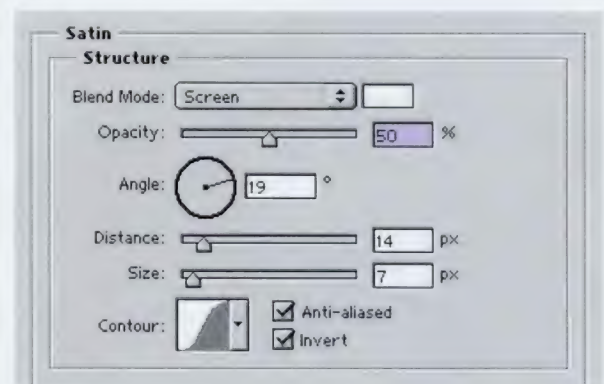 Satin
Structure
Blend Mode: Screen
Opacity: 50 %
Angle: 19 °
Distance: 14 px
Size: 7 px
Contour: Anti-aliased
Invert